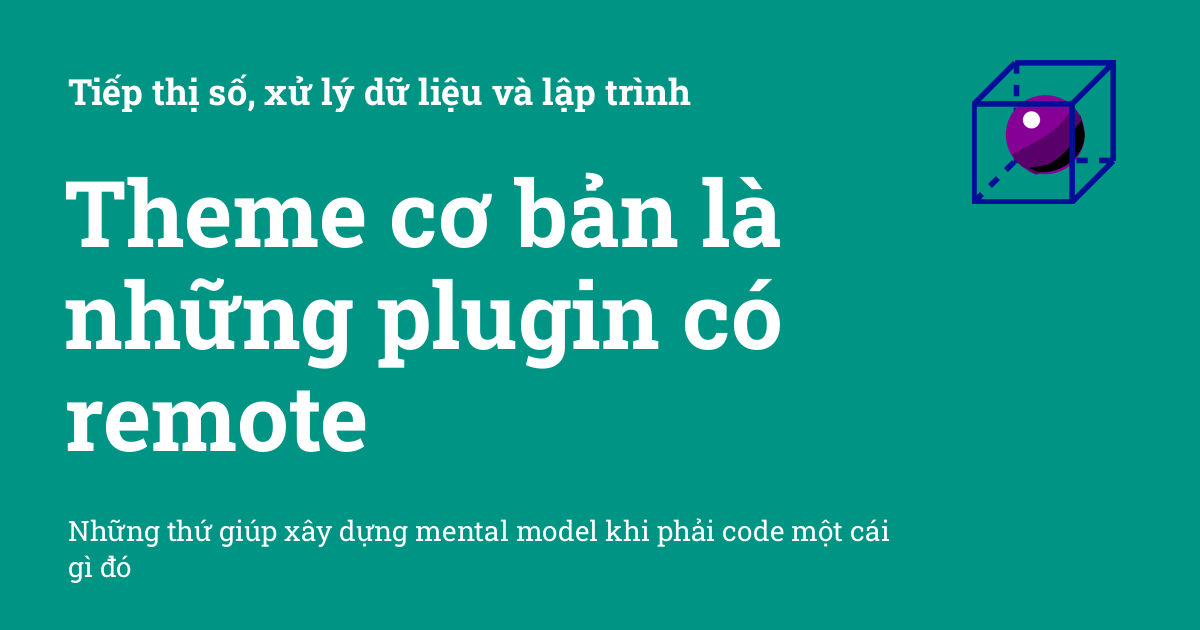 Tiếp thị số, xử lý dữ liệu và lập trình
Theme cơ bản là
những plugin có
remote
Những thứ giúp xây dựng mental model khi phải code một cái
gì đó